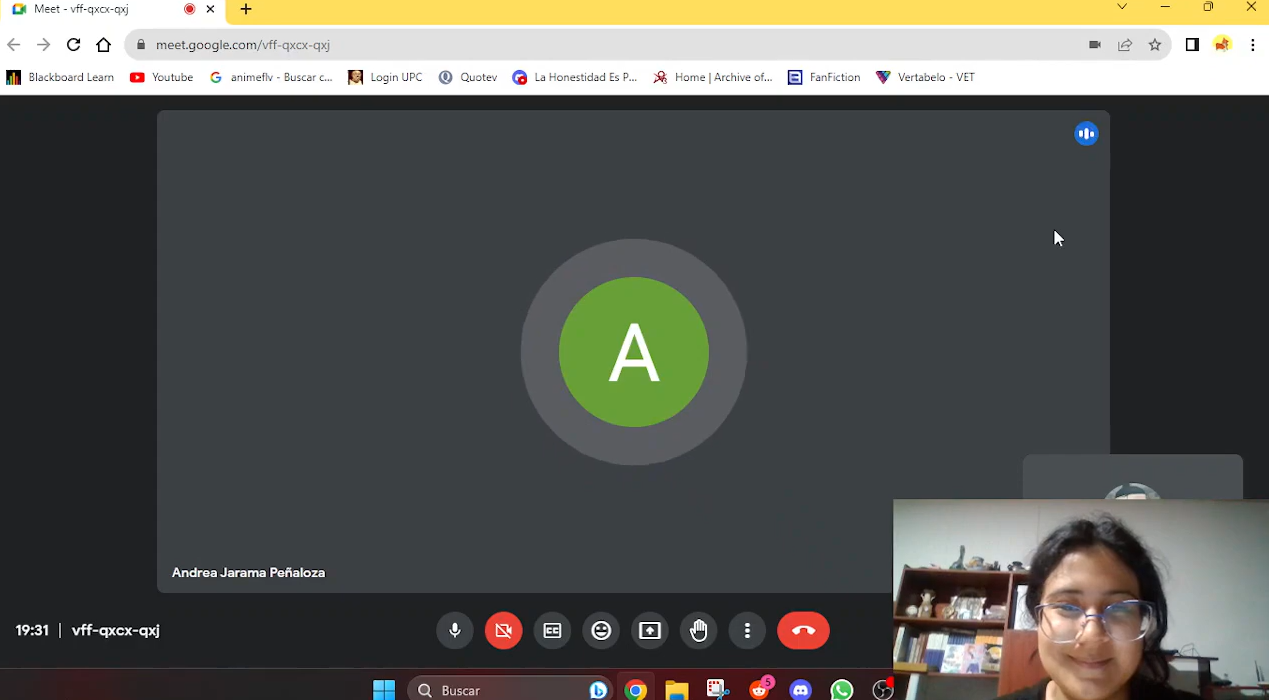 Meet - vff-qxcx-qxj
meet.google.com/vff-qxcx-qxj
Blackboard Learn Youtube animeflv - Buscar c... Login UPC Quotev La Honestidad Es P... Home | Archive of... FanFiction Vertabelo - VET
A
Andrea Jarama Peñaloza
19:31 | vff-qxcx-qxj
CC
Buscar
5